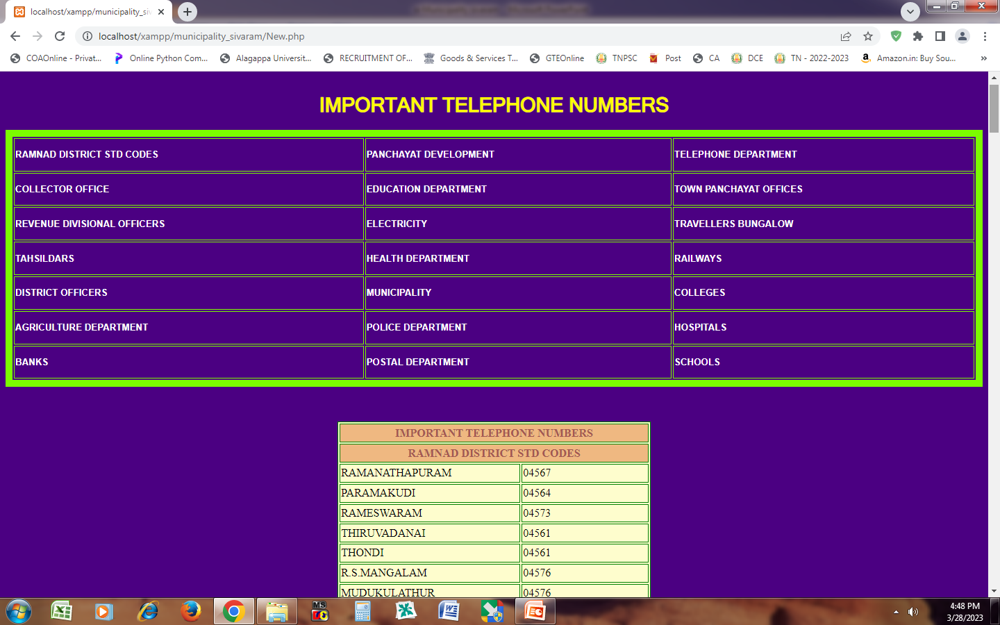 localhost/xampp/municipality_siv
localhost/xampp/municipality_sivaram/New.php
COAOnline - Privat... Online Python Com... Alagappa Universit... RECRUITMENT OF... Goods & Services T... GTEOnline TNPSC Post CA DCE TN - 2022-2023 Amazon.in: Buy Sou... »
IMPORTANT TELEPHONE NUMBERS
RAMNAD DISTRICT STD CODES PANCHAYAT DEVELOPMENT TELEPHONE DEPARTMENT
COLLECTOR OFFICE EDUCATION DEPARTMENT TOWN PANCHAYAT OFFICES
REVENUE DIVISIONAL OFFICERS ELECTRICITY TRAVELLERS BUNGALOW
TAHSILDARS HEALTH DEPARTMENT RAILWAYS
DISTRICT OFFICERS MUNICIPALITY COLLEGES
AGRICULTURE DEPARTMENT POLICE DEPARTMENT HOSPITALS
BANKS POSTAL DEPARTMENT SCHOOLS
IMPORTANT TELEPHONE NUMBERS
RAMNAD DISTRICT STD CODES
RAMANATHAPURAM 04567
PARAMAKUDI 04564
RAMESWARAM 04573
THIRUVADANAI 04561
THONDI 04561
R.S.MANGALAM 04576
MUDUKULATHUR 04576
4:48 PM
3/28/2023